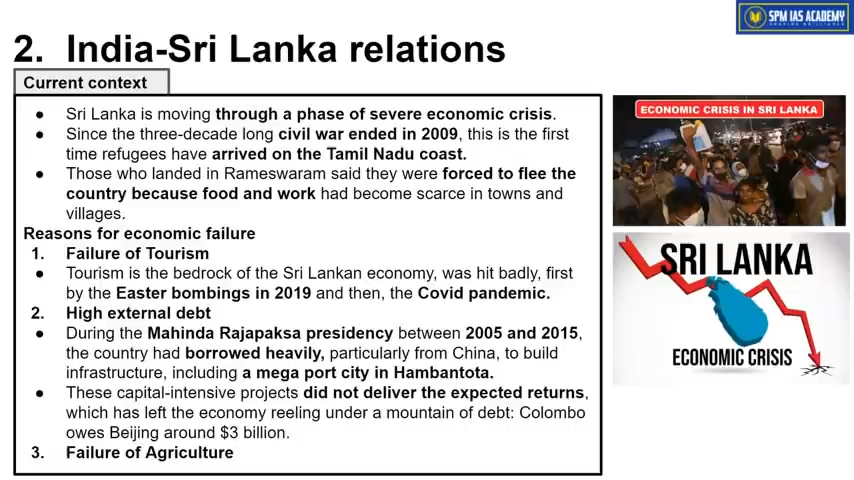 SPM IAS ACADEMY
2. India-Sri Lanka relations
Current context
● Sri Lanka is moving through a phase of severe economic crisis.
● Since the three-decade long civil war ended in 2009, this is the first
time refugees have arrived on the Tamil Nadu coast.
● Those who landed in Rameswaram said they were forced to flee the
country because food and work had become scarce in towns and
villages.
Reasons for economic failure
1. Failure of Tourism
● Tourism is the bedrock of the Sri Lankan economy, was hit badly, first
by the Easter bombings in 2019 and then, the Covid pandemic.
2. High external debt
● During the Mahinda Rajapaksa presidency between 2005 and 2015,
the country had borrowed heavily, particularly from China, to build
infrastructure, including a mega port city in Hambantota.
● These capital-intensive projects did not deliver the expected returns,
which has left the economy reeling under a mountain of debt: Colombo
owes Beijing around $3 billion.
3. Failure of Agriculture
ECONOMIC CRISIS IN SRI LANKA
SRI LANKA
ECONOMIC CRISIS